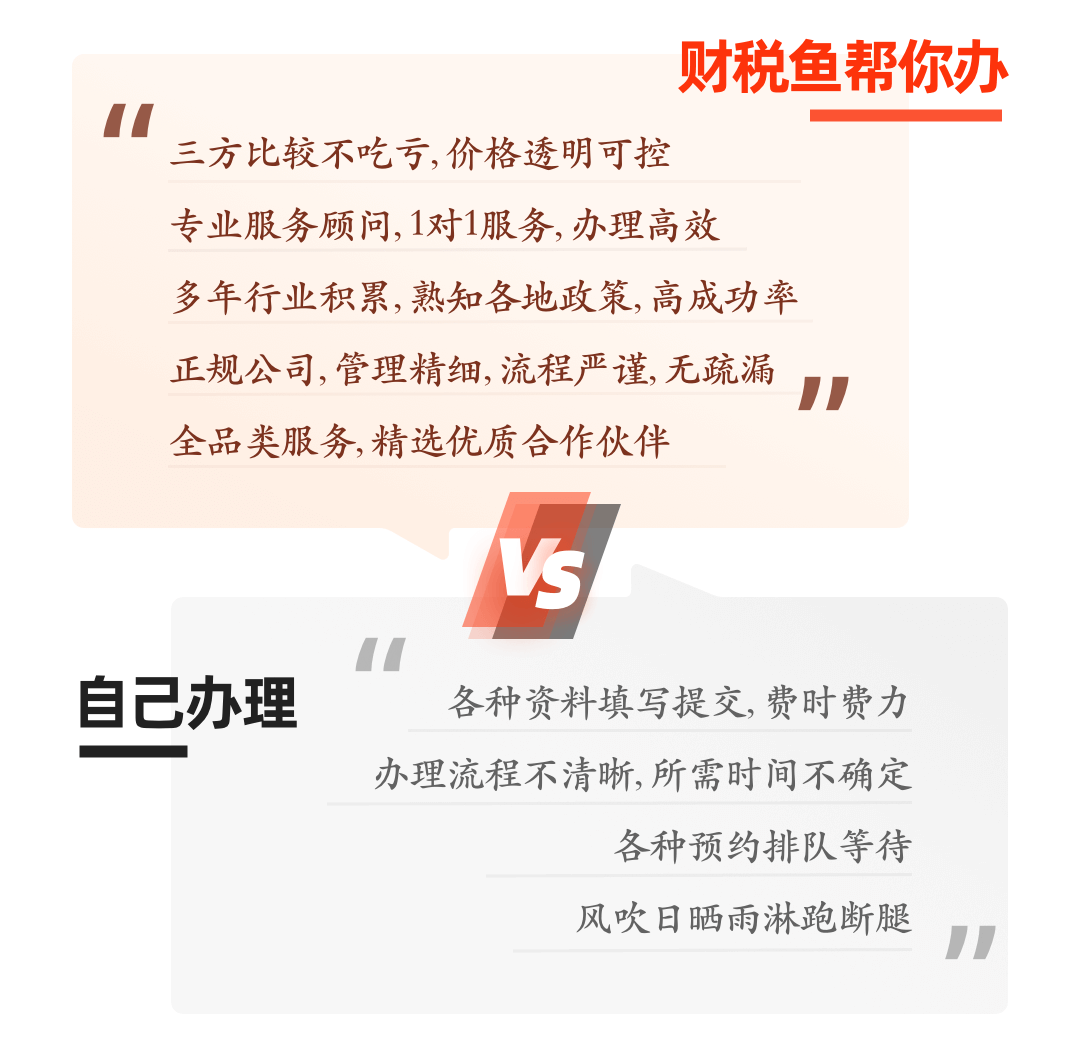 财税鱼帮你办
“
三方比较不吃亏,价格透明可控
专业服务顾问,1对1服务,办理高效
多年行业积累,熟知各地政策,高成功率
正规公司,管理精细,流程严谨,无疏漏
”
全品类服务,精选优质合作伙伴
VS
自己办理
“
各种资料填写提交,费时费力
办理流程不清晰,所需时间不确定
各种预约排队等待
风吹日晒雨淋跑断腿
”